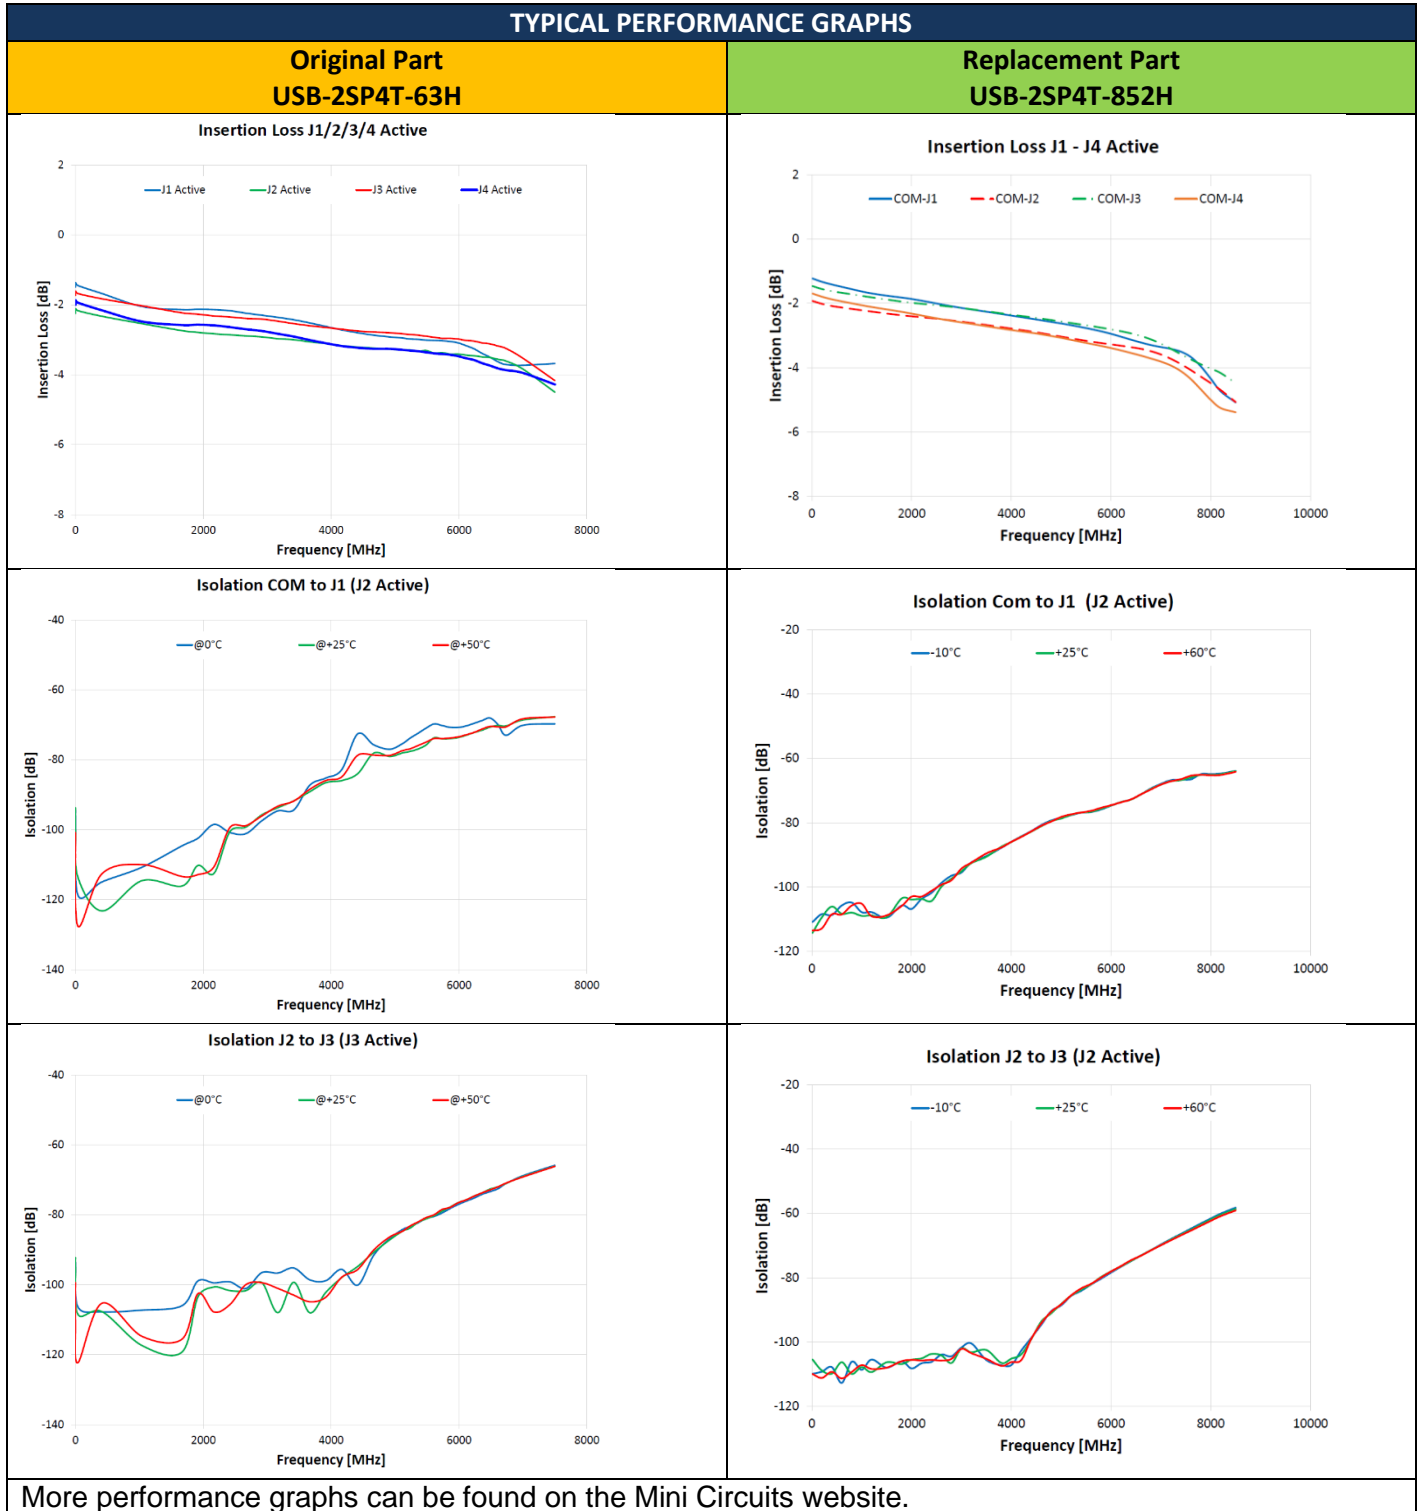 TYPICAL PERFORMANCE GRAPHS
Original Part
USB-2SP4T-63H
Replacement Part
USB-2SP4T-852H
Insertion Loss J1/2/3/4 Active
2
0
-2
-4
-6
-8
J1 Active J2 Active J3 Active J4 Active
Insertion Loss [dB]
0 2000 4000 6000 8000
Frequency [MHz]
Insertion Loss J1 - J4 Active
2
0
-2
-4
-6
-8
COM-J1 COM-J2 COM-J3 COM-J4
Insertion Loss [dB]
0 2000 4000 6000 8000 10000
Frequency [MHz]
Isolation COM to J1 (J2 Active)
-40
-60
-80
-100
-120
-140
@0°C @+25°C @+50°C
Isolation [dB]
0 2000 4000 6000 8000
Frequency [MHz]
Isolation Com to J1 (J2 Active)
-20
-40
-60
-80
-100
-120
-10°C +25°C +60°C
Isolation [dB]
0 2000 4000 6000 8000 10000
Frequency [MHz]
Isolation J2 to J3 (J3 Active)
-40
-60
-80
-100
-120
-140
@0°C @+25°C @+50°C
Isolation [dB]
0 2000 4000 6000 8000
Frequency [MHz]
Isolation J2 to J3 (J2 Active)
-20
-40
-60
-80
-100
-120
-10°C +25°C +60°C
Isolation [dB]
0 2000 4000 6000 8000 10000
Frequency [MHz]
More performance graphs can be found on the Mini Circuits website.